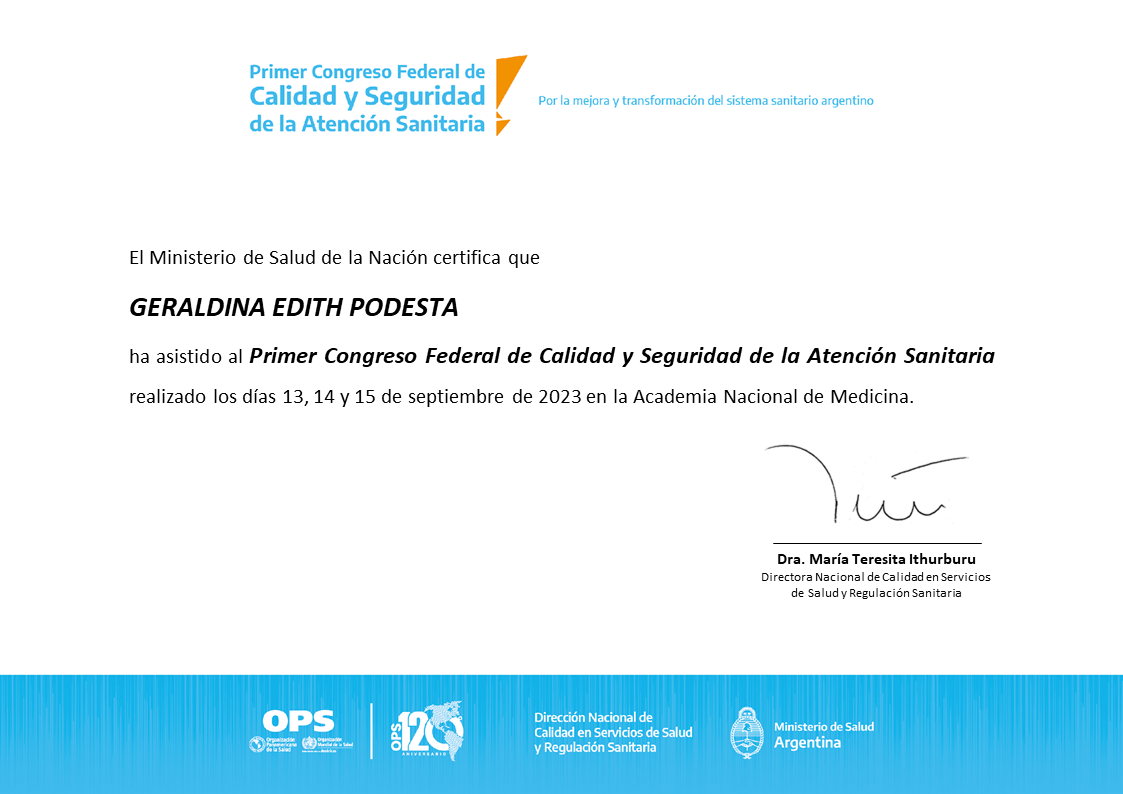 Primer Congreso Federal de
Calidad y Seguridad
de la Atención Sanitaria
Por la mejora y transformación del sistema sanitario argentino
El Ministerio de Salud de la Nación certifica que
GERALDINA EDITH PODESTA
ha asistido al Primer Congreso Federal de Calidad y Seguridad de la Atención Sanitaria
realizado los días 13, 14 y 15 de septiembre de 2023 en la Academia Nacional de Medicina.
Dra. María Teresita Ithurburu
Directora Nacional de Calidad en Servicios
de Salud y Regulación Sanitaria
OPS
Organización
Panamericana
de la Salud
Organización
Mundial de la Salud
OPS
120
ANIVERSARIO
Dirección Nacional de
Calidad en Servicios de Salud
y Regulación Sanitaria
Ministerio de Salud
Argentina